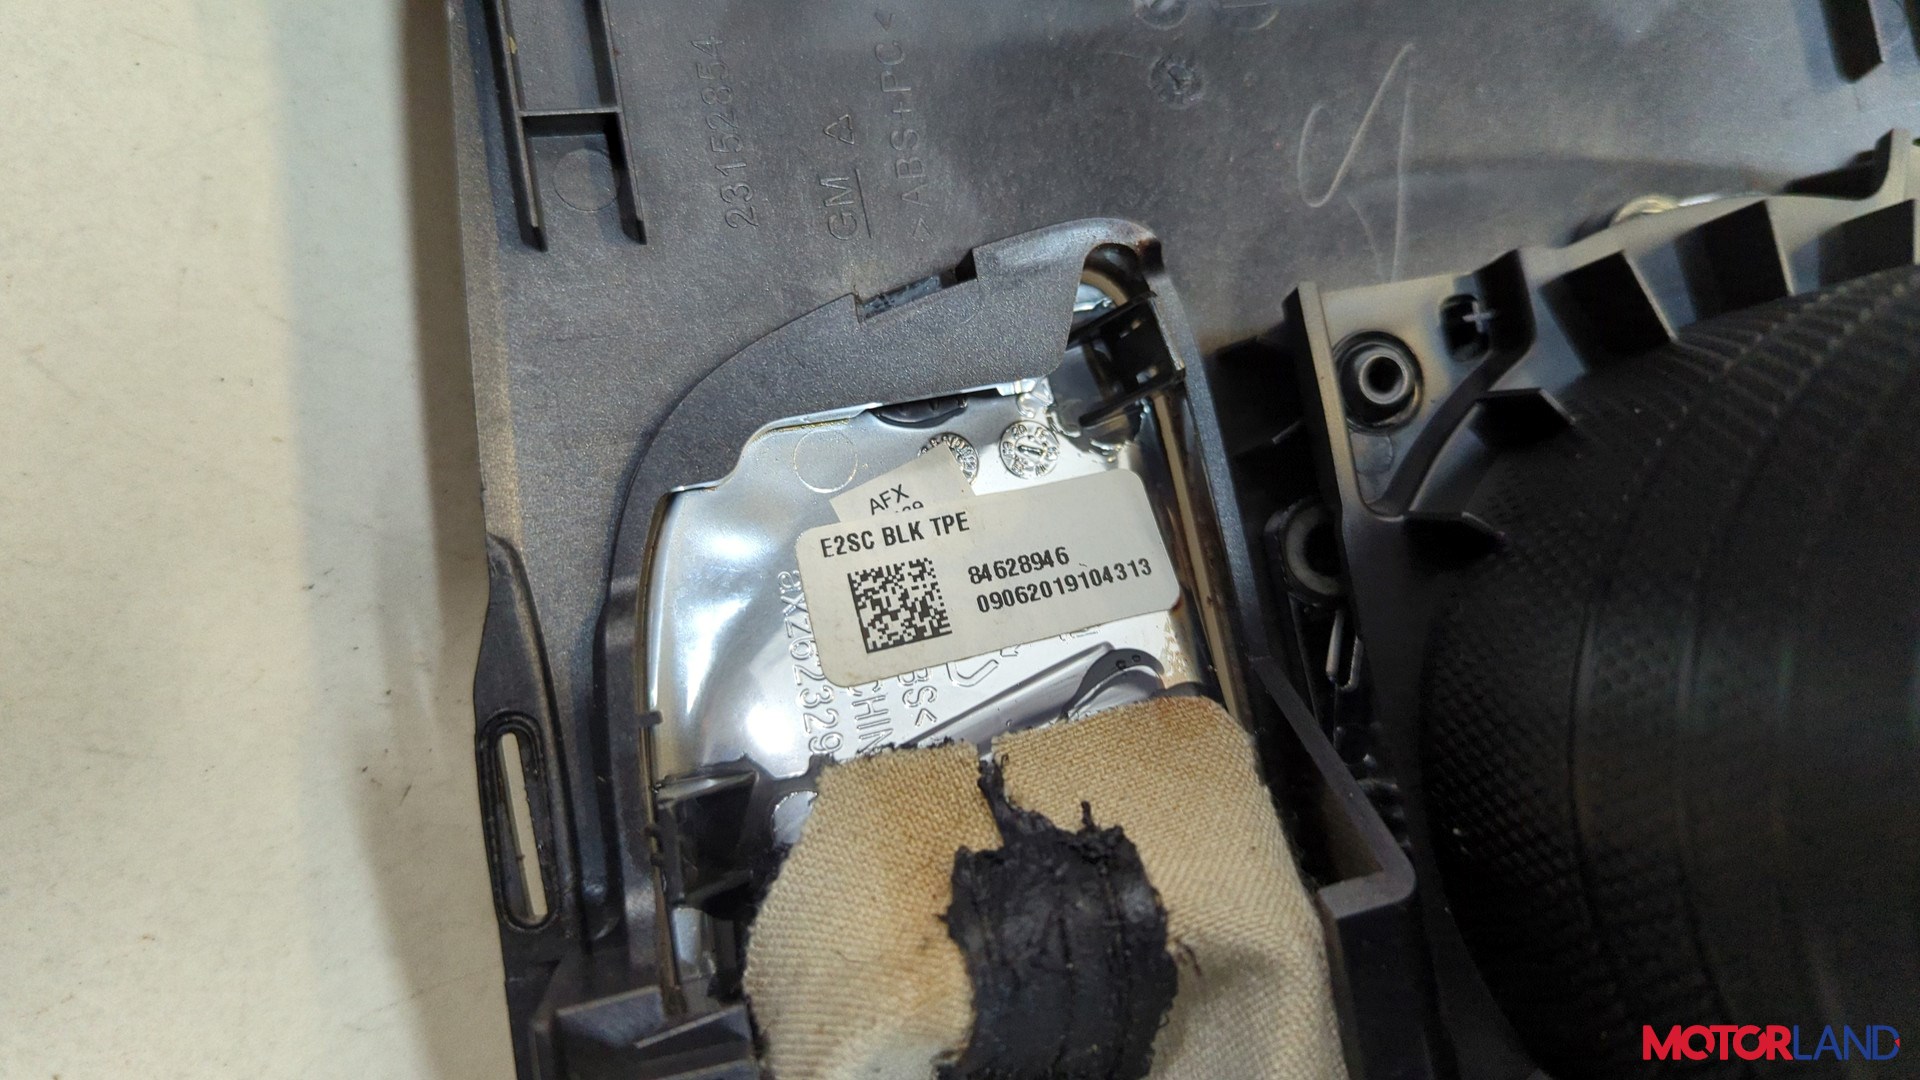 23152854
GM
>ABS+PC<
AFX
E2SC BLK TPE
84628946
09062019104313
MOTORLAND